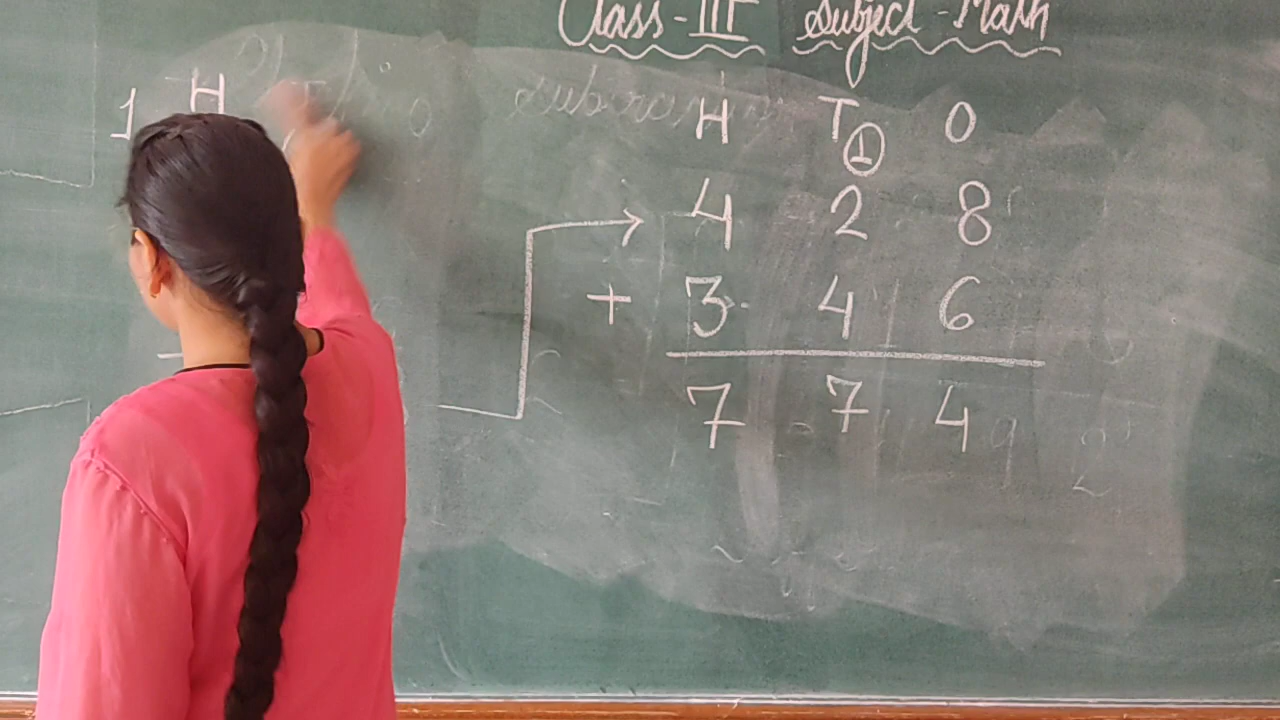 Class-III Subject-Math
1 H
H T O
1
4 2 8
+ 3 4 6
7 7 4